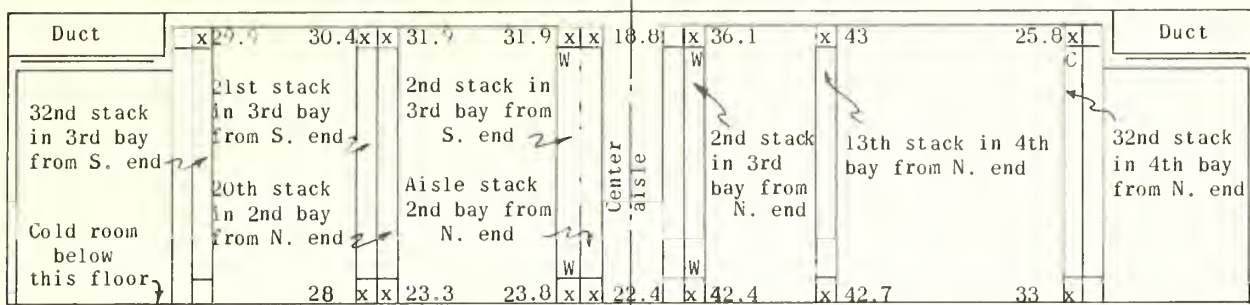 Duct
x 29.9 30.4 x x 31.9 31.9 x x 18.8 x 36.1 x 43 25.8 x
Duct
W W C
32nd stack
in 3rd bay
from S. end
21st stack
in 3rd bay
from S. end
2nd stack in
3rd bay from
S. end
Center
aisle
2nd stack
in 3rd
bay from
N. end
13th stack in 4th
bay from N. end
32nd stack
in 4th bay
from N. end
20th stack
in 2nd bay
from N. end
Aisle stack
2nd bay from
N. end
Cold room
below
this floor
W W
28 x x 23.3 23.8 x x 22.4 x 42.4 x 42.7 33 x